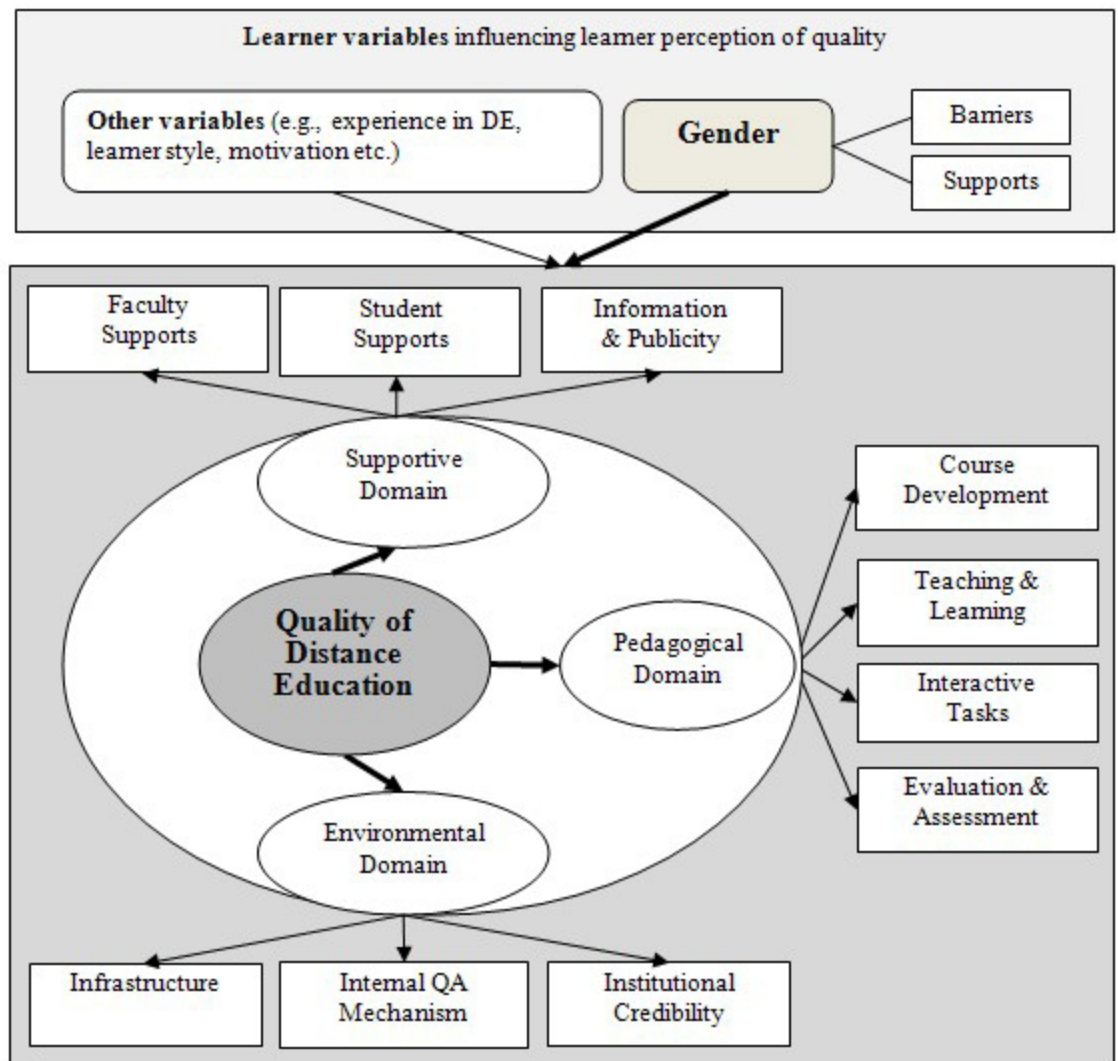 Learner variables influencing learner perception of quality
Other variables (e.g., experience in DE,
learner style, motivation etc.)
Gender
Barriers
Supports
Faculty
Supports
Student
Supports
Information
& Publicity
Supportive
Domain
Course
Development
Teaching &
Learning
Quality of
Distance
Education
Pedagogical
Domain
Interactive
Tasks
Evaluation &
Assessment
Environmental
Domain
Infrastructure
Internal QA
Mechanism
Institutional
Credibility